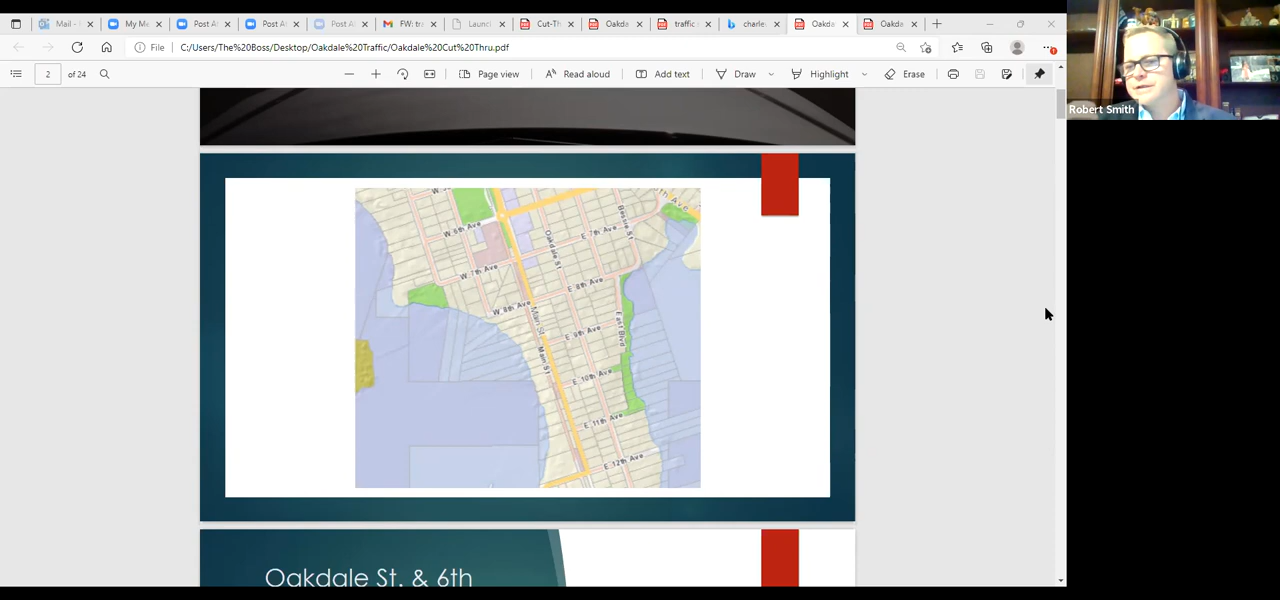 Mail -
My Me
Post At
Post At
Post At
FW: tra
Launch
Cut-Th
Oakda
traffic
charle
Oakda
Oakda
File
C:/Users/The%20Boss/Desktop/Oakdale%20Traffic/Oakdale%20Cut%20Thru.pdf
2 of 24
Page view
Read aloud
Add text
Draw
Highlight
Erase
Robert Smith
W 6th Ave
E 7th Ave
Bessie St
Oakdale St
W 7th Ave
E 8th Ave
W 8th Ave
Main St
East Blvd
E 9th Ave
Main St
E 10th Ave
E 11th Ave
E 12th Ave
Oakdale St. & 6th